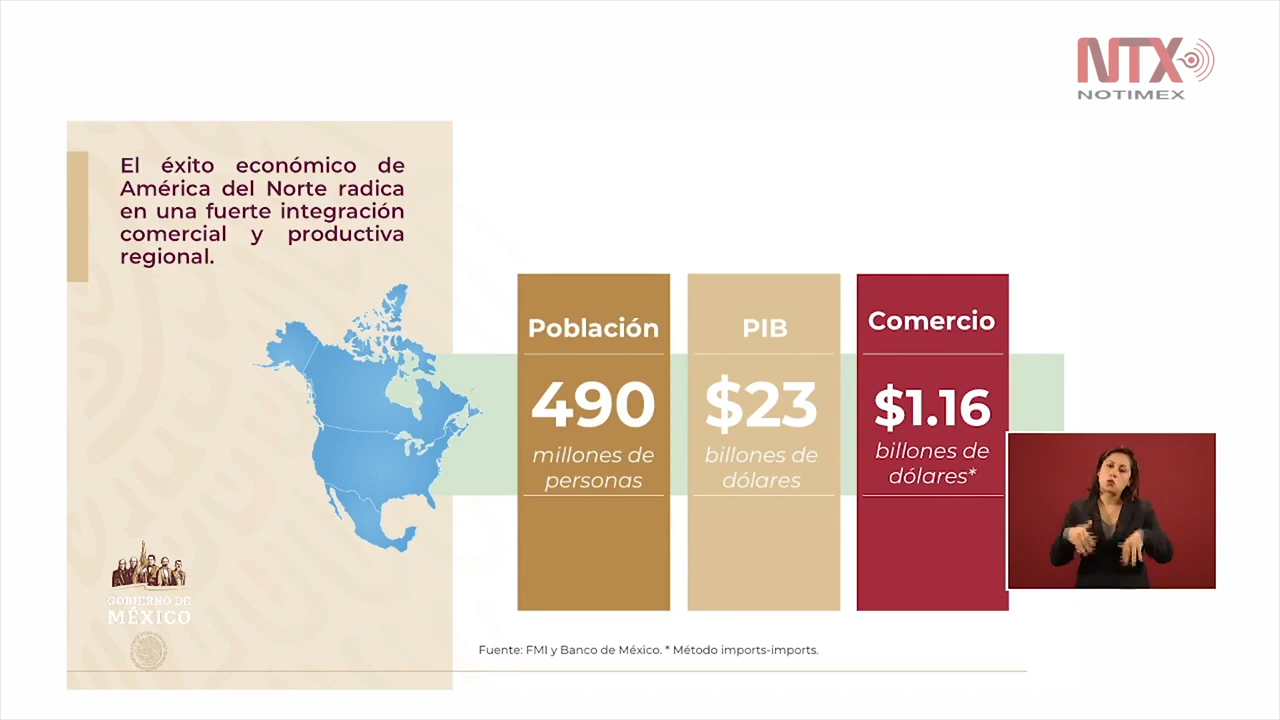 NTX
NOTIMEX
El éxito económico de
América del Norte radica
en una fuerte integración
comercial y productiva
regional.
Población
490
millones de
personas
PIB
$23
billones de
dólares
Comercio
$1.16
billones de
dólares*
GOBIERNO DE
MÉXICO
Fuente: FMI y Banco de México. * Método imports-imports.